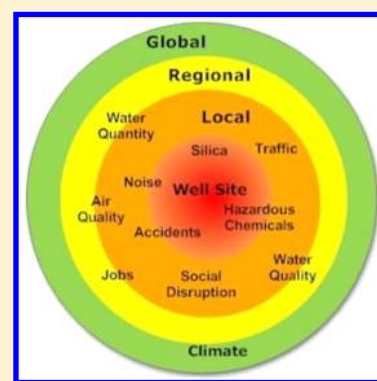 Global
Regional
Water
Quantity
Local
Silica
Traffic
Noise
Well Site
Air
Quality
Hazardous
Chemicals
Accidents
Water
Quality
Jobs
Social
Disruption
Climate